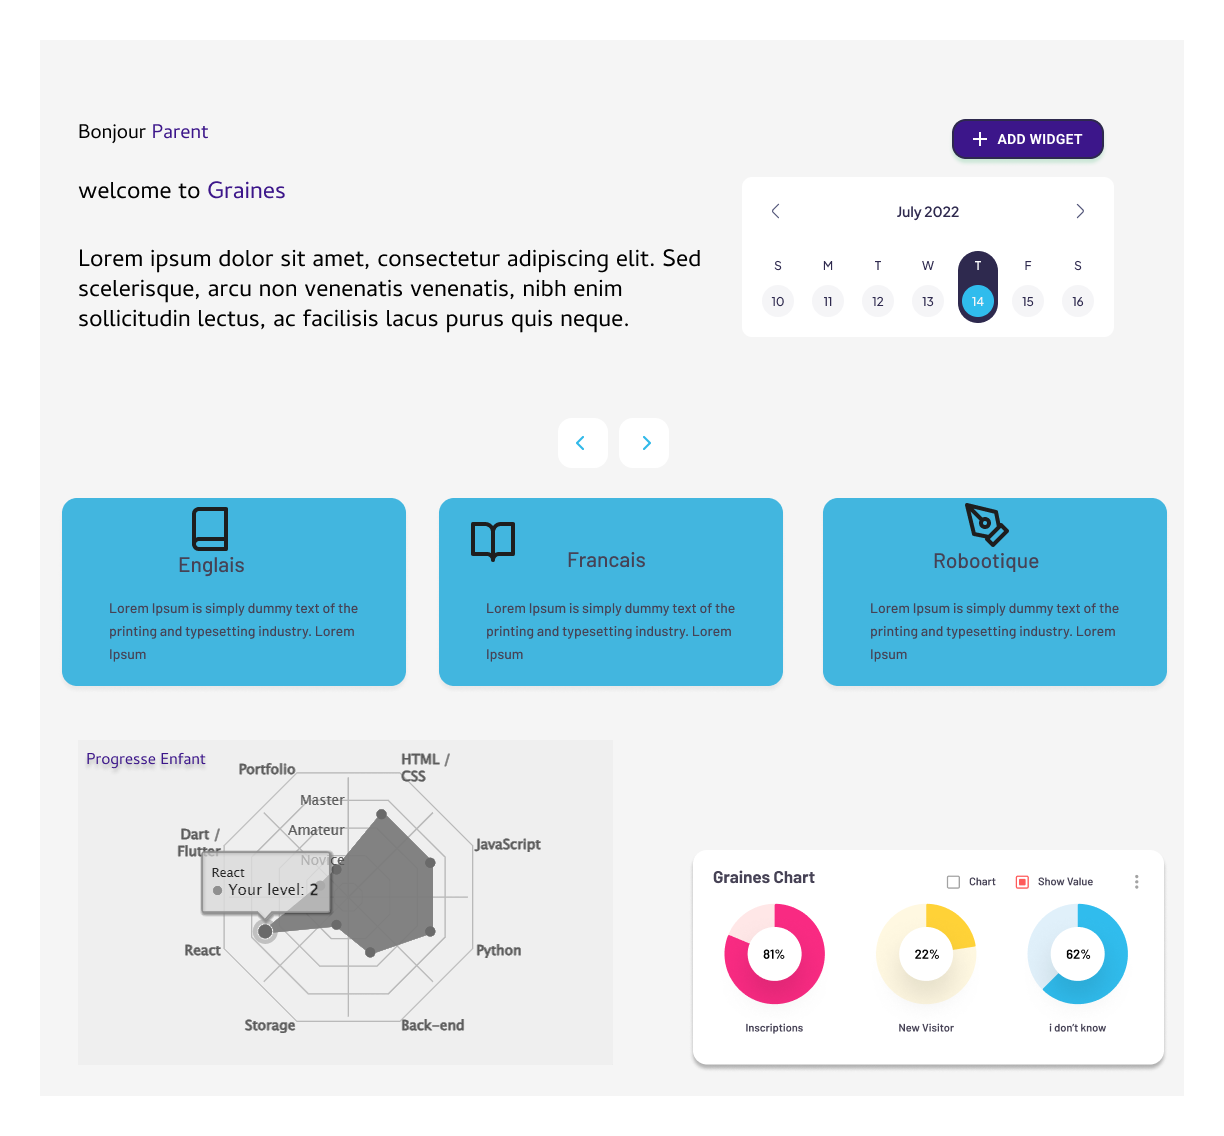 Bonjour Parent
ADD WIDGET
welcome to Graines
July 2022
Lorem ipsum dolor sit amet, consectetur adipiscing elit. Sed
scelerisque, arcu non venenatis venenatis, nibh enim
sollicitudin lectus, ac facilisis lacus purus quis neque.
S M T W T F S
10 11 12 13 14 15 16
Englais
Lorem Ipsum is simply dummy text of the
printing and typesetting industry. Lorem
Ipsum
Francais
Lorem Ipsum is simply dummy text of the
printing and typesetting industry. Lorem
Ipsum
Robootique
Lorem Ipsum is simply dummy text of the
printing and typesetting industry. Lorem
Ipsum
Progresse Enfant
Portfolio
HTML /
CSS
Master
Amateur
Novice
Dart /
Flutter
JavaScript
React
Your level: 2
React
Python
Storage
Back-end
Graines Chart
Chart
Show Value
81%
22%
62%
Inscriptions
New Visitor
i don't know